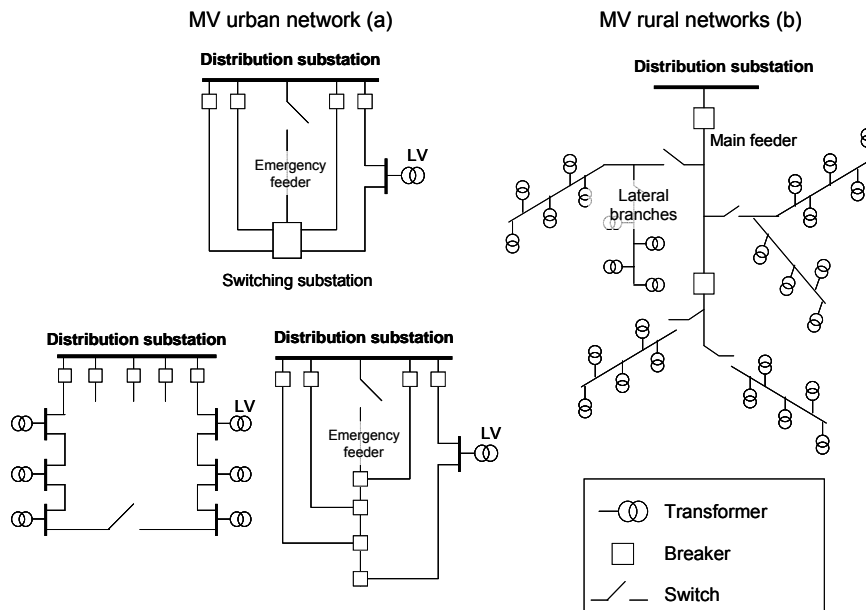 MV urban network (a)
MV rural networks (b)
Distribution substation
Emergency
feeder
LV
Switching substation
Distribution substation
Main feeder
Lateral
branches
Distribution substation
LV
Distribution substation
Emergency
feeder
LV
Transformer
Breaker
Switch